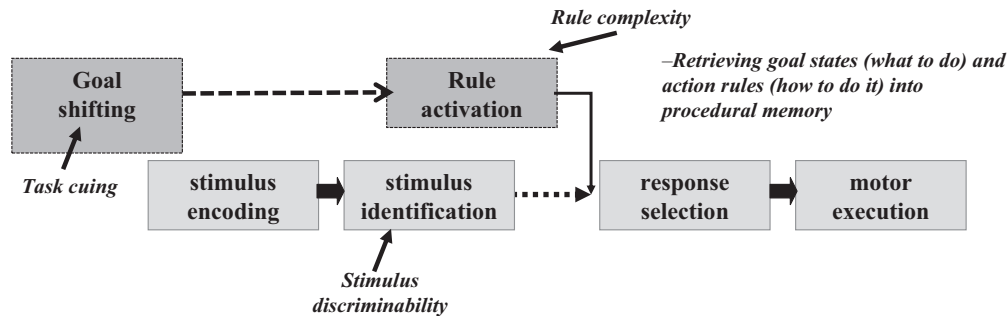 Rule complexity
Goal
shifting
Rule
activation
–Retrieving goal states (what to do) and
action rules (how to do it) into
procedural memory
Task cuing
stimulus
encoding
stimulus
identification
response
selection
motor
execution
Stimulus
discriminability